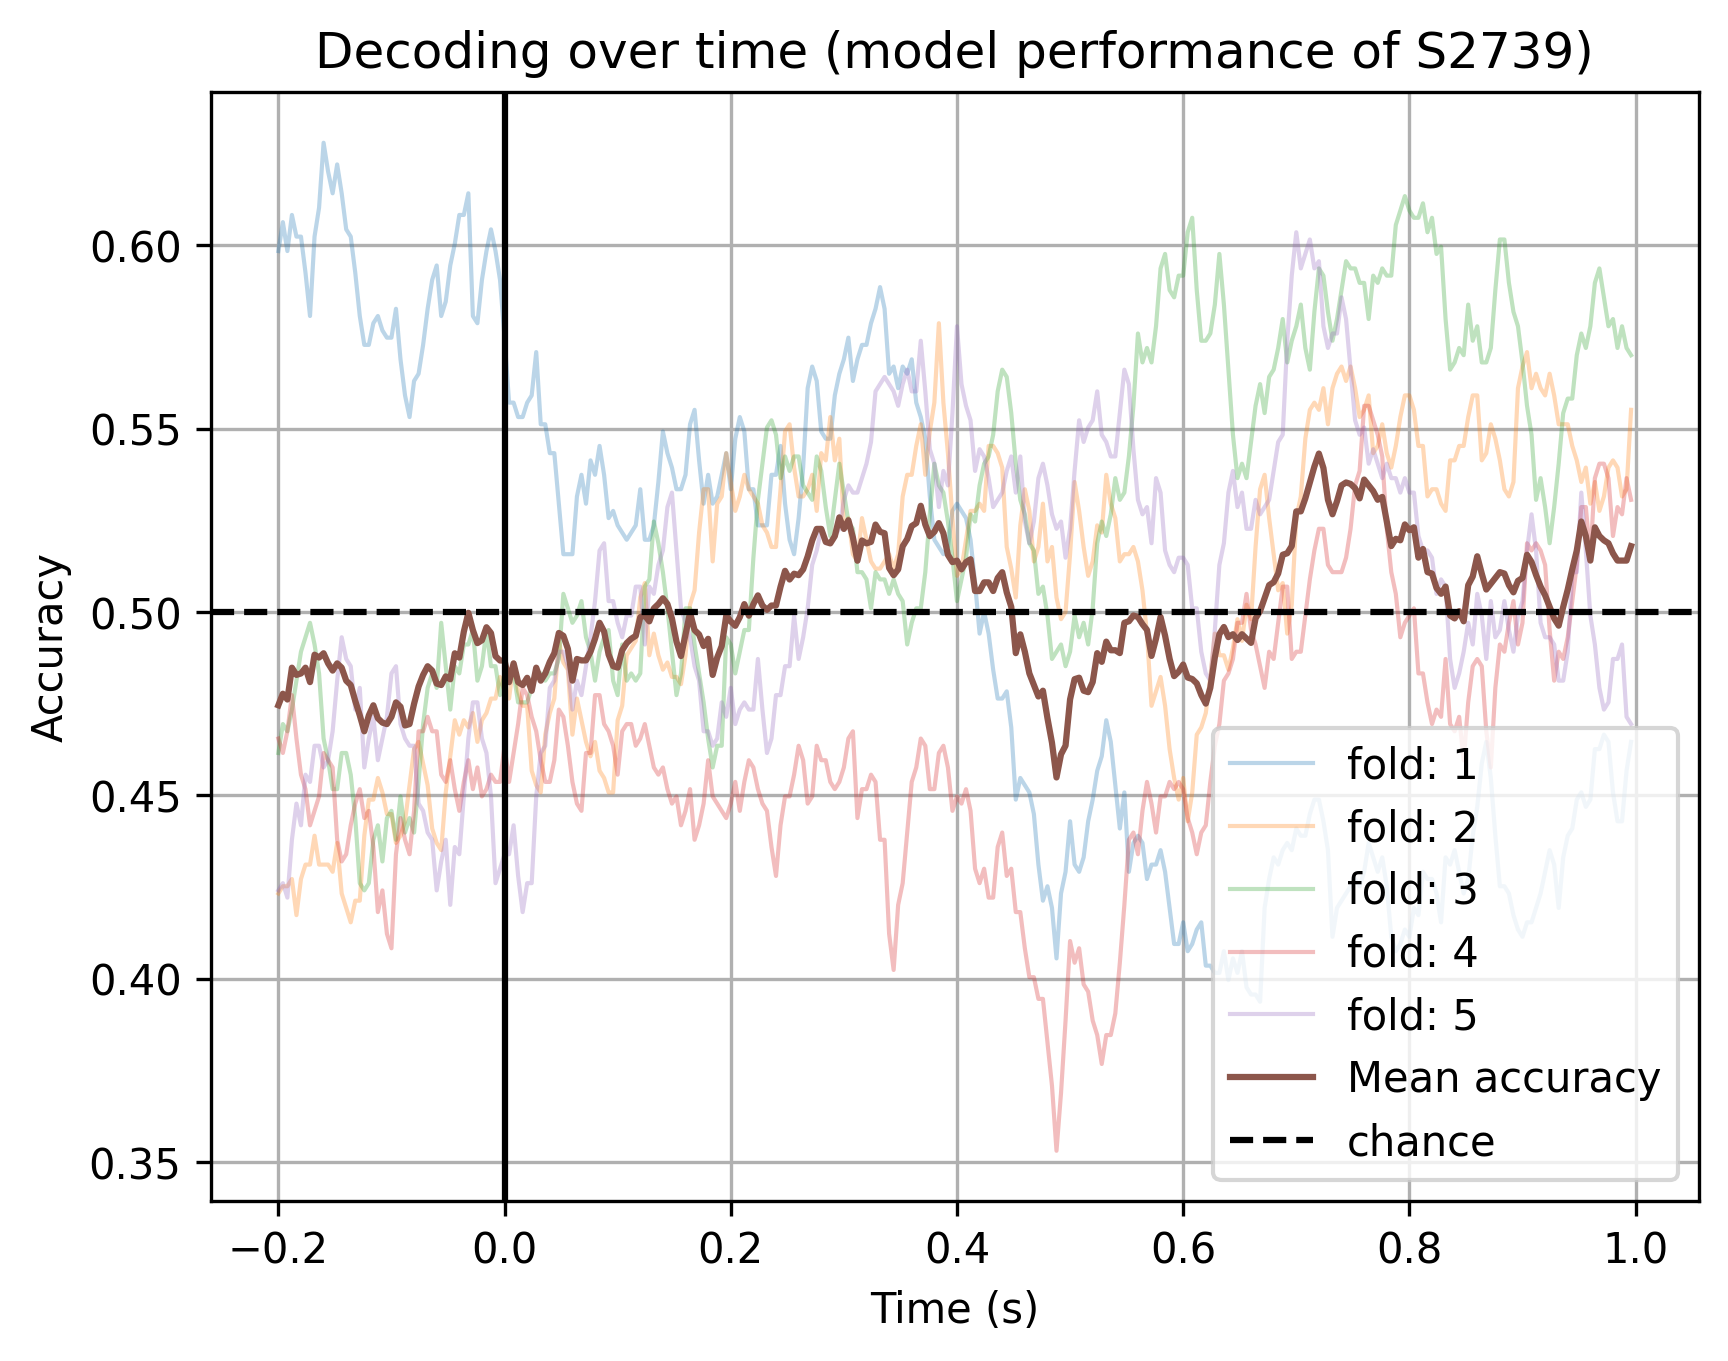 Decoding over time (model performance of S2739)
Accuracy
0.60
0.55
0.50
0.45
0.40
0.35
−0.2
0.0
0.2
0.4
0.6
0.8
1.0
Time (s)
fold: 1
fold: 2
fold: 3
fold: 4
fold: 5
Mean accuracy
chance